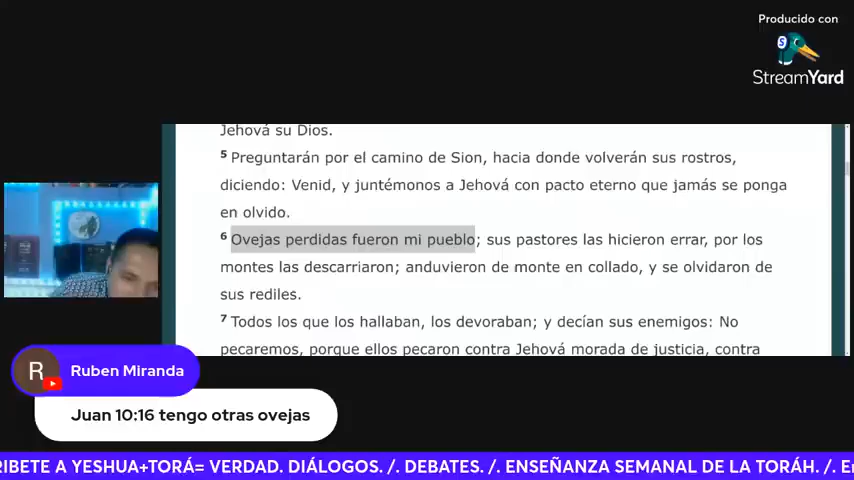 Producido con
StreamYard
Jehová su Dios.
5 Preguntarán por el camino de Sion, hacia donde volverán sus rostros,
diciendo: Venid, y juntémonos a Jehová con pacto eterno que jamás se ponga
en olvido.
6 Ovejas perdidas fueron mi pueblo; sus pastores las hicieron errar, por los
montes las descarriaron; anduvieron de monte en collado, y se olvidaron de
sus rediles.
7 Todos los que los hallaban, los devoraban; y decían sus enemigos: No
pecaremos, porque ellos pecaron contra Jehová morada de justicia, contra
R
Ruben Miranda
Juan 10:16 tengo otras ovejas
RIBETE A YESHUA+TORÁ= VERDAD. DIÁLOGOS. /. DEBATES. /. ENSEÑANZA SEMANAL DE LA TORÁH. /. E